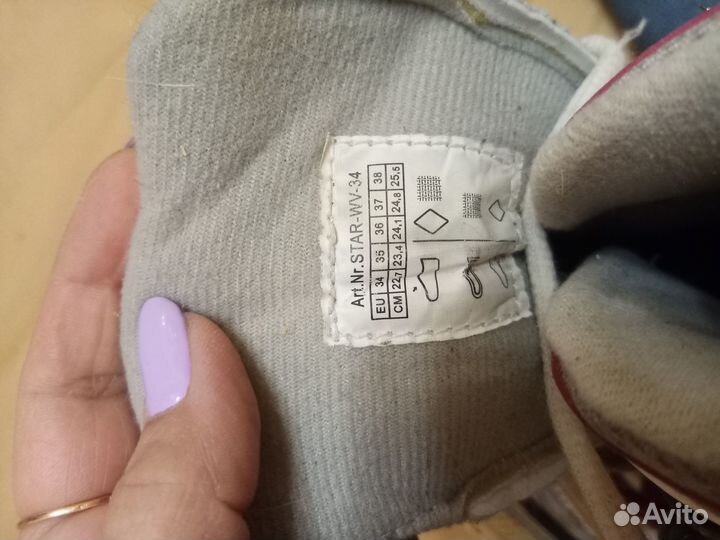 Art.Nr.STAR-WV-34
EU 34 35 36 37 38
CM 22,7 23,4 24,1 24,8 25,5
Avito